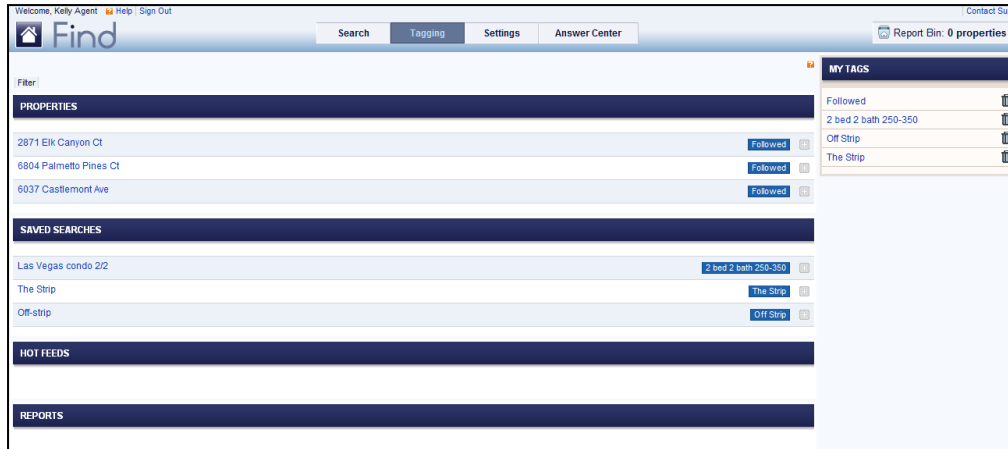 Welcome, Kelly Agent ? Help Sign Out Contact Su
Find
Search Tagging Settings Answer Center
Report Bin: 0 properties
?
Filter
PROPERTIES
2871 Elk Canyon Ct Followed
6804 Palmetto Pines Ct Followed
6037 Castlemont Ave Followed
SAVED SEARCHES
Las Vegas condo 2/2 2 bed 2 bath 250-350
The Strip The Strip
Off-strip Off Strip
HOT FEEDS
REPORTS
MY TAGS
Followed
2 bed 2 bath 250-350
Off Strip
The Strip